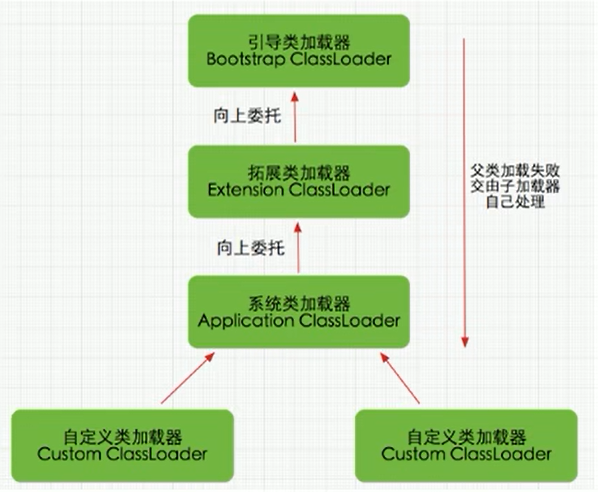 引导类加载器
Bootstrap ClassLoader
向上委托
拓展类加载器
Extension ClassLoader
父类加载失败
交由子加载器
自己处理
向上委托
系统类加载器
Application ClassLoader
自定义类加载器
Custom ClassLoader
自定义类加载器
Custom ClassLoader